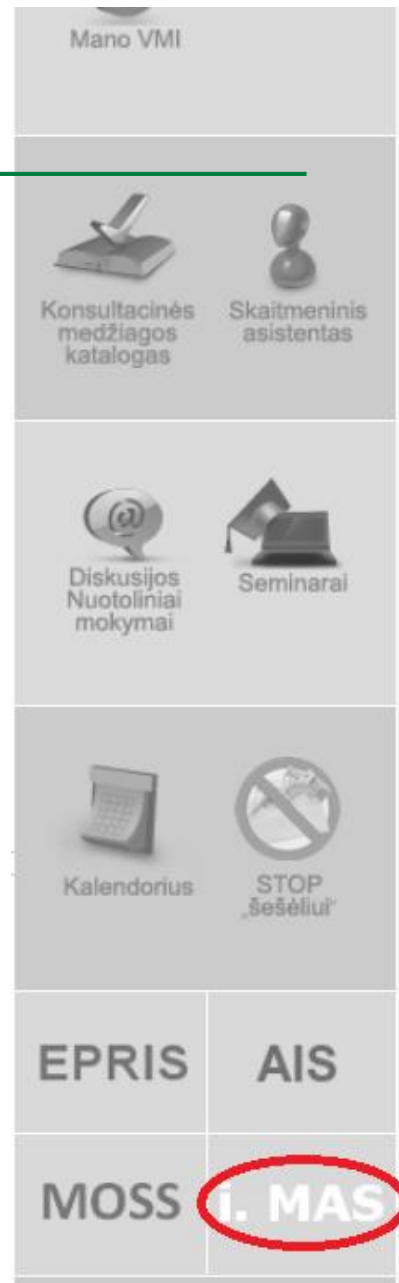 Mano VMI
Konsultacinės
medžiagos
katalogas
Skaitmeninis
asistentas
Diskusijos
Nuotoliniai
mokymai
Seminarai
Kalendorius
STOP
„šešėliui“
EPRIS
AIS
MOSS
i. MAS